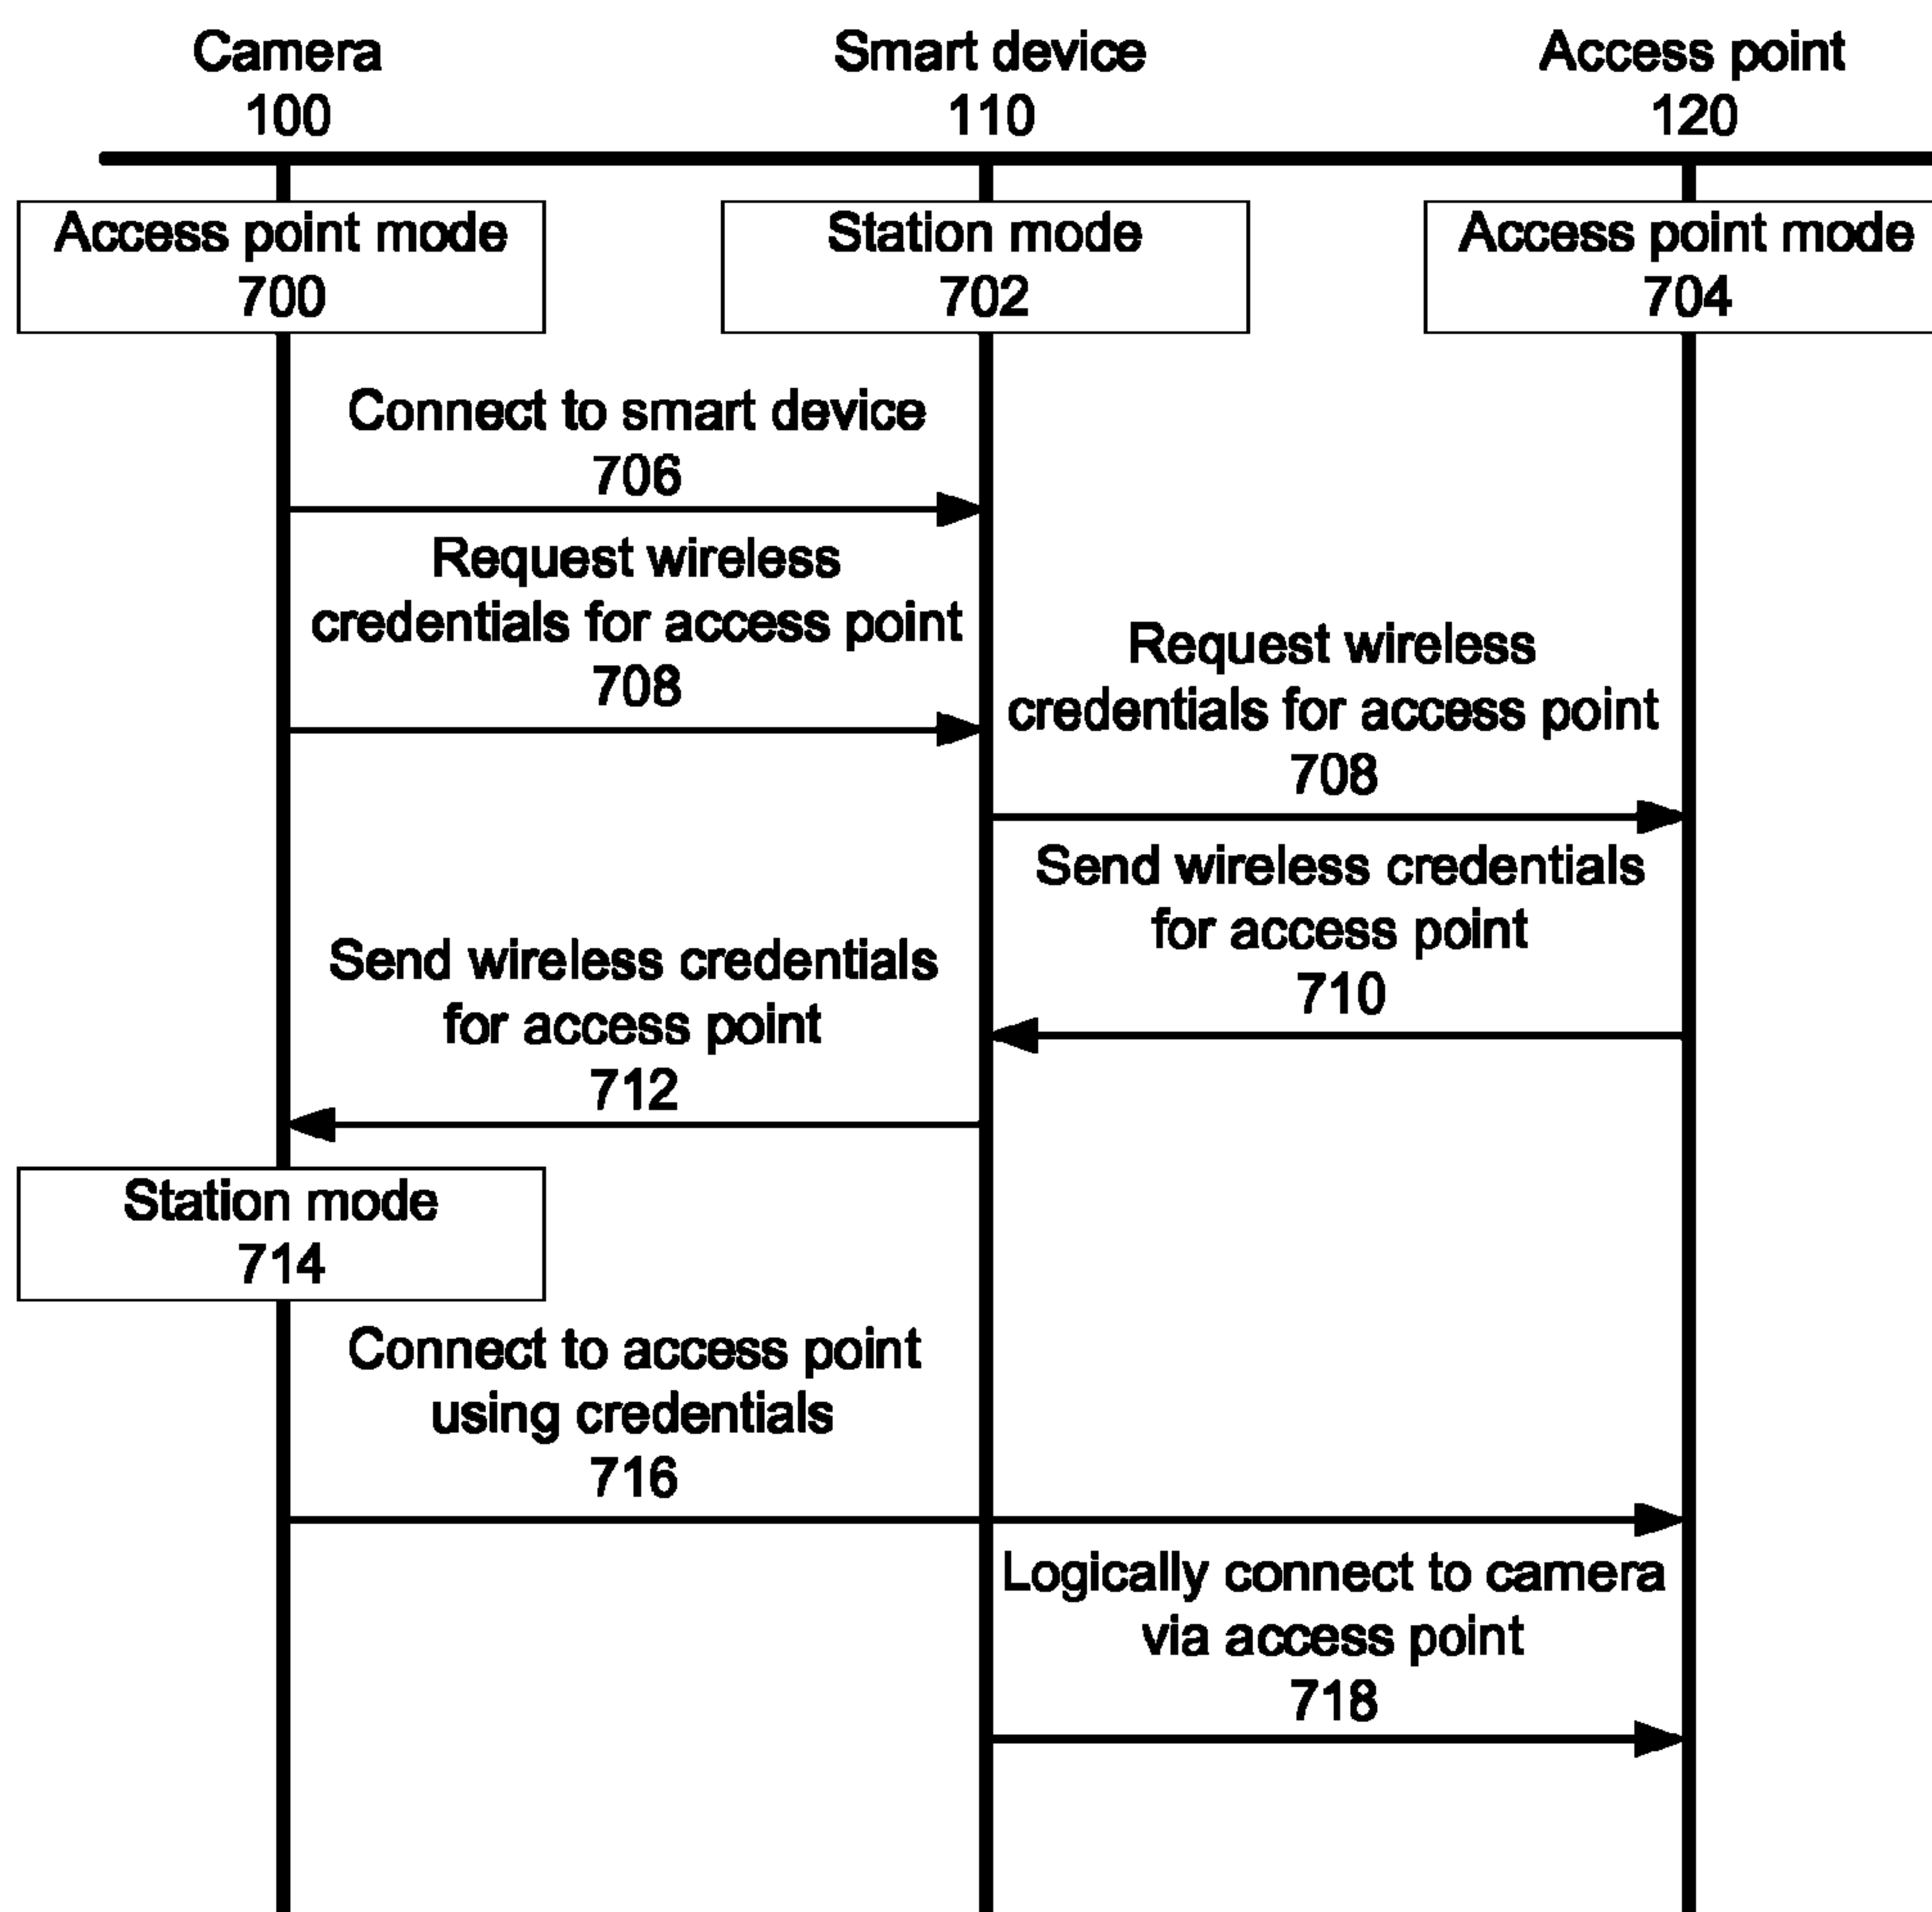 Camera
100
Smart device
110
Access point
120
Access point mode
700
Station mode
702
Access point mode
704
Connect to smart device
706
Request wireless
credentials for access point
708
Request wireless
credentials for access point
708
Send wireless credentials
for access point
710
Send wireless credentials
for access point
712
Station mode
714
Connect to access point
using credentials
716
Logically connect to camera
via access point
718